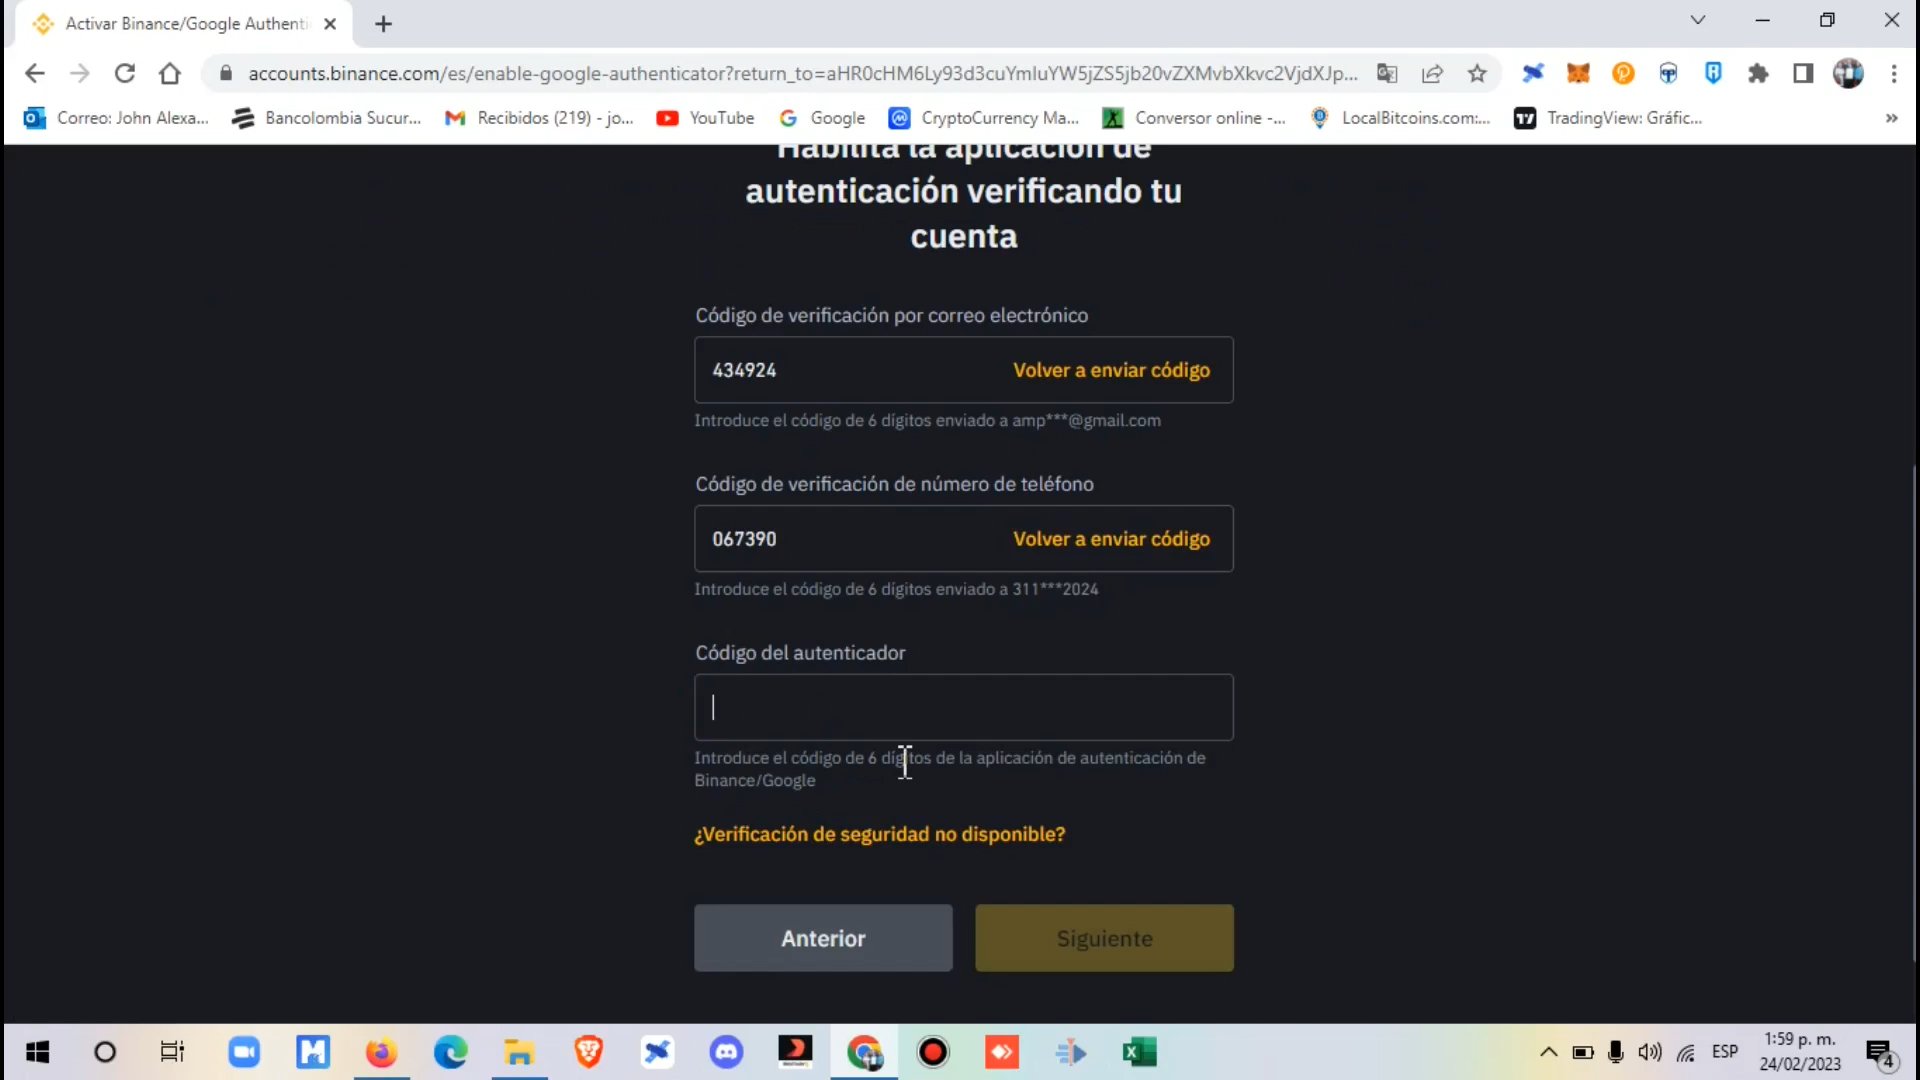 Activar Binance/Google Authenti
accounts.binance.com/es/enable-google-authenticator?return_to=aHR0cHM6Ly93d3cuYmluYW5jZS5jb20vZXMvbXkvc2VjdXJp...
Correo: John Alexa...
Bancolombia Sucur...
Recibidos (219) - jo...
YouTube
Google
CryptoCurrency Ma...
Conversor online -...
LocalBitcoins.com:...
TradingView: Gráfic...
»
Habilita la aplicación de
autenticación verificando tu
cuenta
Código de verificación por correo electrónico
434924
Volver a enviar código
Introduce el código de 6 dígitos enviado a amp***@gmail.com
Código de verificación de número de teléfono
067390
Volver a enviar código
Introduce el código de 6 dígitos enviado a 311***2024
Código del autenticador
Introduce el código de 6 dígitos de la aplicación de autenticación de
Binance/Google
¿Verificación de seguridad no disponible?
Anterior
Siguiente
ESP
1:59 p. m.
24/02/2023
4